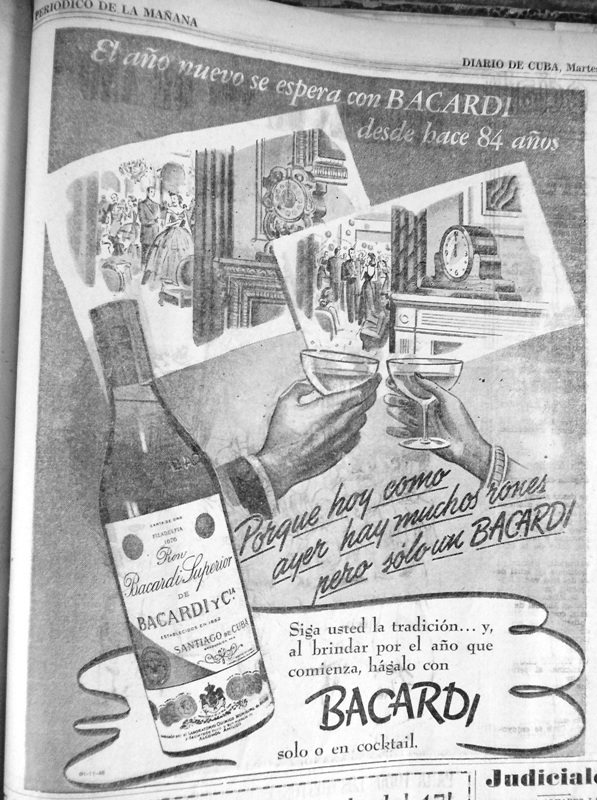 PERIODICO DE LA MAÑANA
DIARIO DE CUBA, Martes
El año nuevo se espera con BACARDI
desde hace 84 años
Porque hoy como
ayer hay muchos rones
pero sólo un BACARDI
FILADELFIA
1876
Ron
Bacardi Superior
DE
BACARDI Y Cia
ESTABLECIDOS EN 1862
SANTIAGO DE CUBA
Siga usted la tradición... y,
al brindar por el año que
comienza, hágalo con
BACARDI
solo o en cocktail.
Judiciale